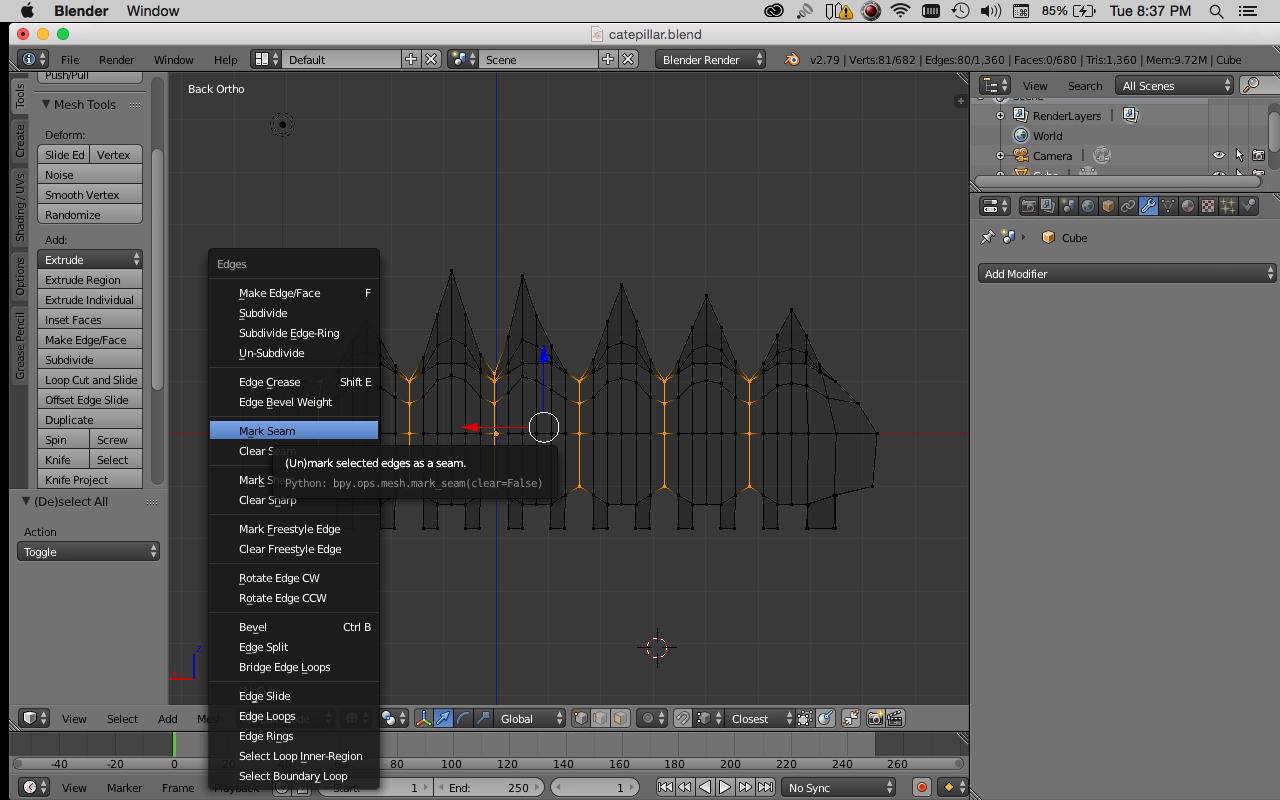 Blender Window 85% Tue 8:37 PM
catepillar.blend
File Render Window Help Default Scene Blender Render v2.79 | Verts:81/682 | Edges:80/1,360 | Faces:0/680 | Tris:1,360 | Mem:9.72M | Cube
Push/Pull
Mesh Tools
Deform:
Slide Ed Vertex
Noise
Smooth Vertex
Randomize
Add:
Extrude
Extrude Region
Extrude Individual
Inset Faces
Make Edge/Face
Subdivide
Loop Cut and Slide
Offset Edge Slide
Duplicate
Spin Screw
Knife Select
Knife Project
Tools
Create
Shading / UVs
Options
Grease Pencil
(De)select All
Action
Toggle
Back Ortho
Edges
Make Edge/Face F
Subdivide
Subdivide Edge-Ring
Un-Subdivide
Edge Crease Shift E
Edge Bevel Weight
Mark Seam
Clear Seam
(Un)mark selected edges as a seam.
Python: bpy.ops.mesh.mark_seam(clear=False)
Mark Sharp
Clear Sharp
Mark Freestyle Edge
Clear Freestyle Edge
Rotate Edge CW
Rotate Edge CCW
Bevel Ctrl B
Edge Split
Bridge Edge Loops
Edge Slide
Edge Loops
Edge Rings
Select Loop Inner-Region
Select Boundary Loop
z
x
View Search All Scenes
Scene
RenderLayers |
World
Camera |
Cube
Cube
Add Modifier
View Select Add Mesh Global Closest
-40 -20 0 80 100 120 140 160 180 200 220 240 260
View Marker Frame Playback Start: 1 End: 250 1 No Sync